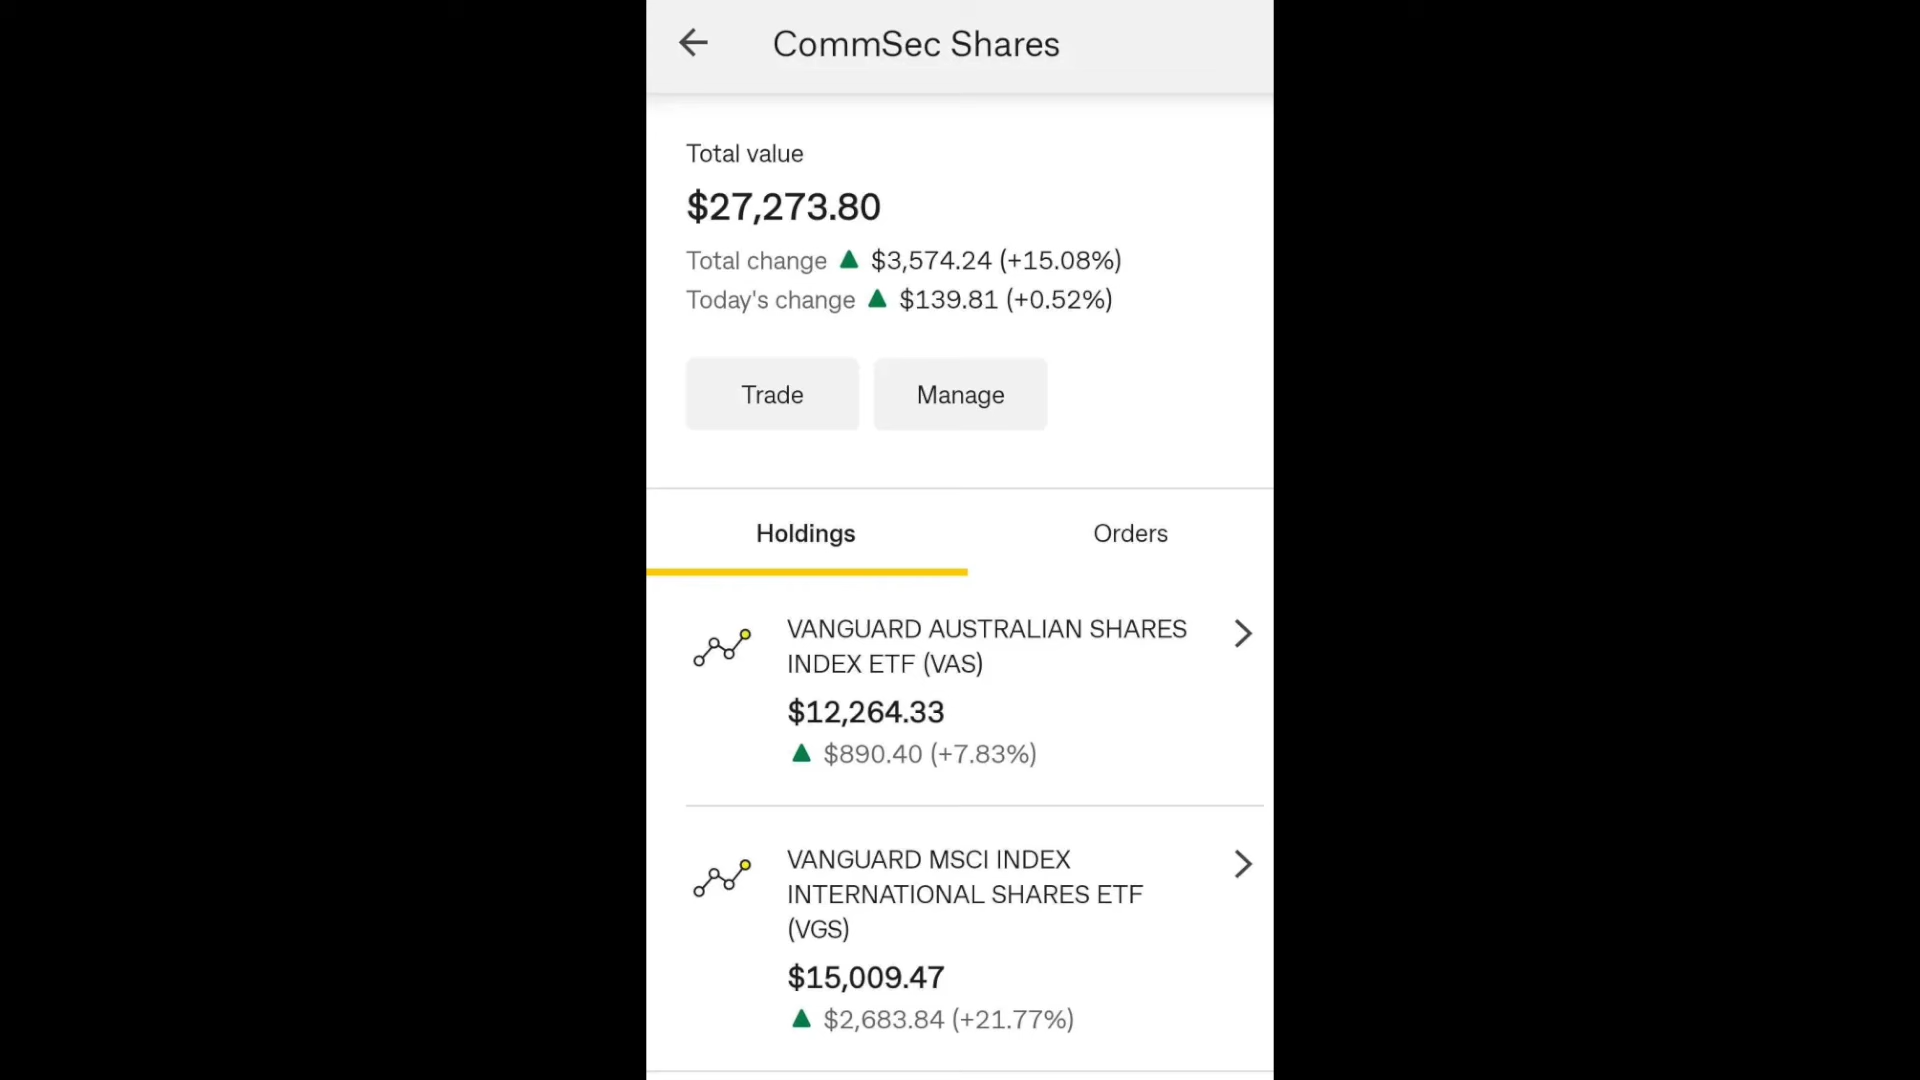 CommSec Shares
Total value
$27,273.80
Total change ▲ $3,574.24 (+15.08%)
Today's change ▲ $139.81 (+0.52%)
Trade Manage
Holdings Orders
VANGUARD AUSTRALIAN SHARES
INDEX ETF (VAS)
$12,264.33
▲ $890.40 (+7.83%)
VANGUARD MSCI INDEX
INTERNATIONAL SHARES ETF
(VGS)
$15,009.47
▲ $2,683.84 (+21.77%)